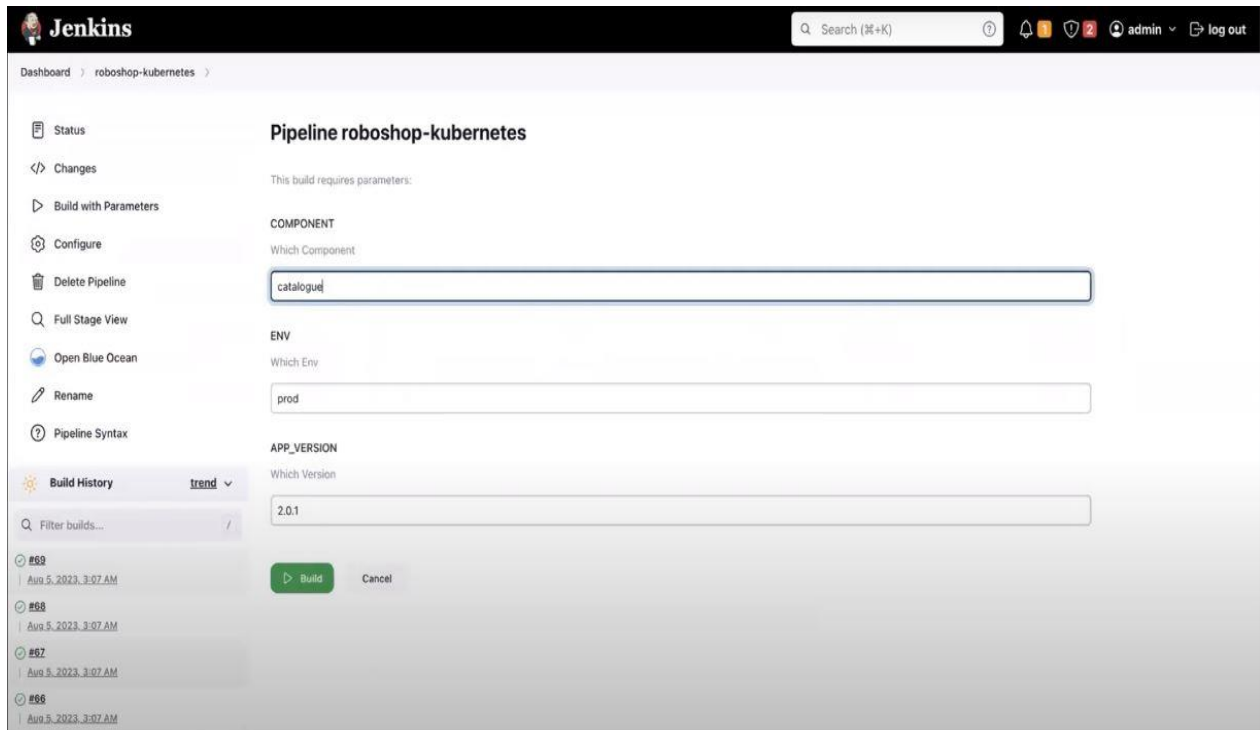 Jenkins
Search (⌘+K)
1
2
admin
log out
Dashboard
roboshop-kubernetes
Status
Changes
Build with Parameters
Configure
Delete Pipeline
Full Stage View
Open Blue Ocean
Rename
Pipeline Syntax
Build History
trend
Filter builds...
/
#69
Aug 5, 2023, 3:07 AM
#68
Aug 5, 2023, 3:07 AM
#67
Aug 5, 2023, 3:07 AM
#66
Aug 5, 2023, 3:07 AM
Pipeline roboshop-kubernetes
This build requires parameters:
COMPONENT
Which Component
catalogue
ENV
Which Env
prod
APP_VERSION
Which Version
2.0.1
Build
Cancel